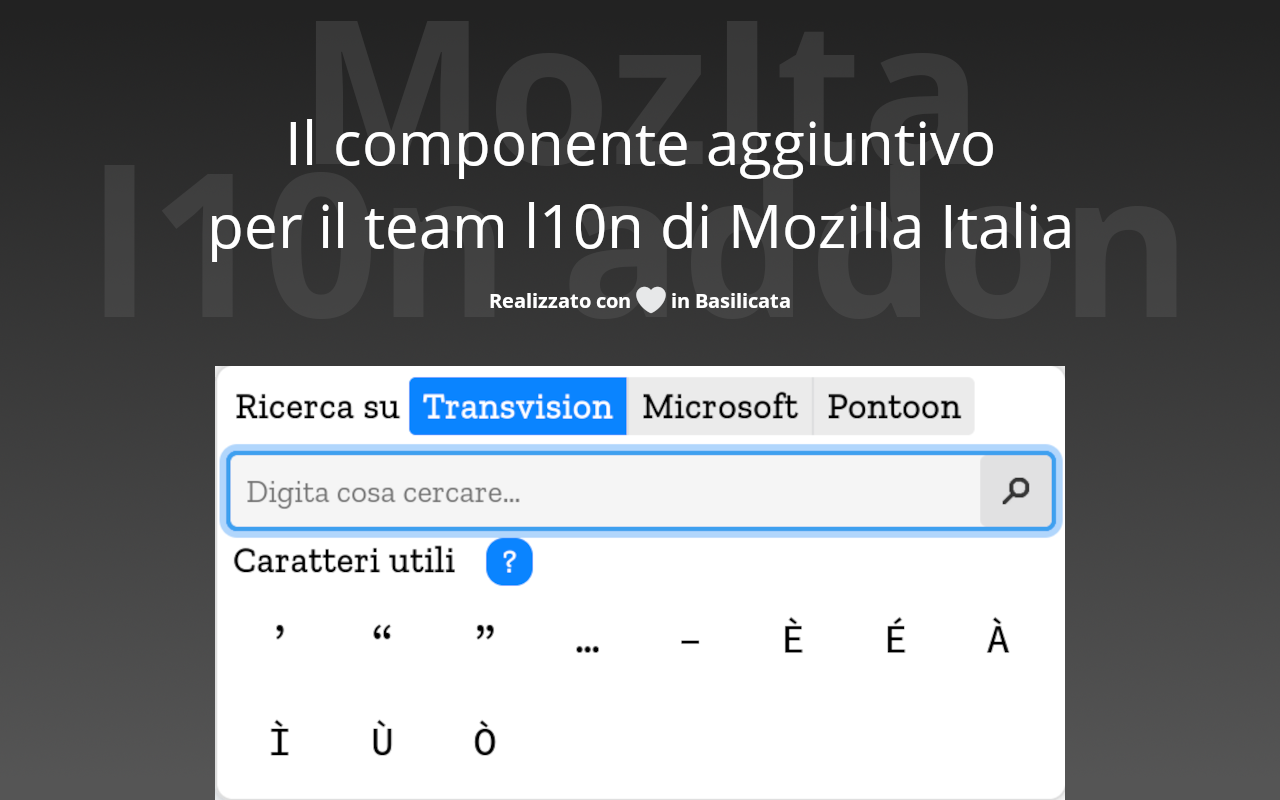 MozIta
l10n addon
Il componente aggiuntivo
per il team l10n di Mozilla Italia
Realizzato con in Basilicata
Ricerca su Transvision Microsoft Pontoon
Digita cosa cercare...
Caratteri utili ?
’ “ ” … – È É À
Ì Ù Ò